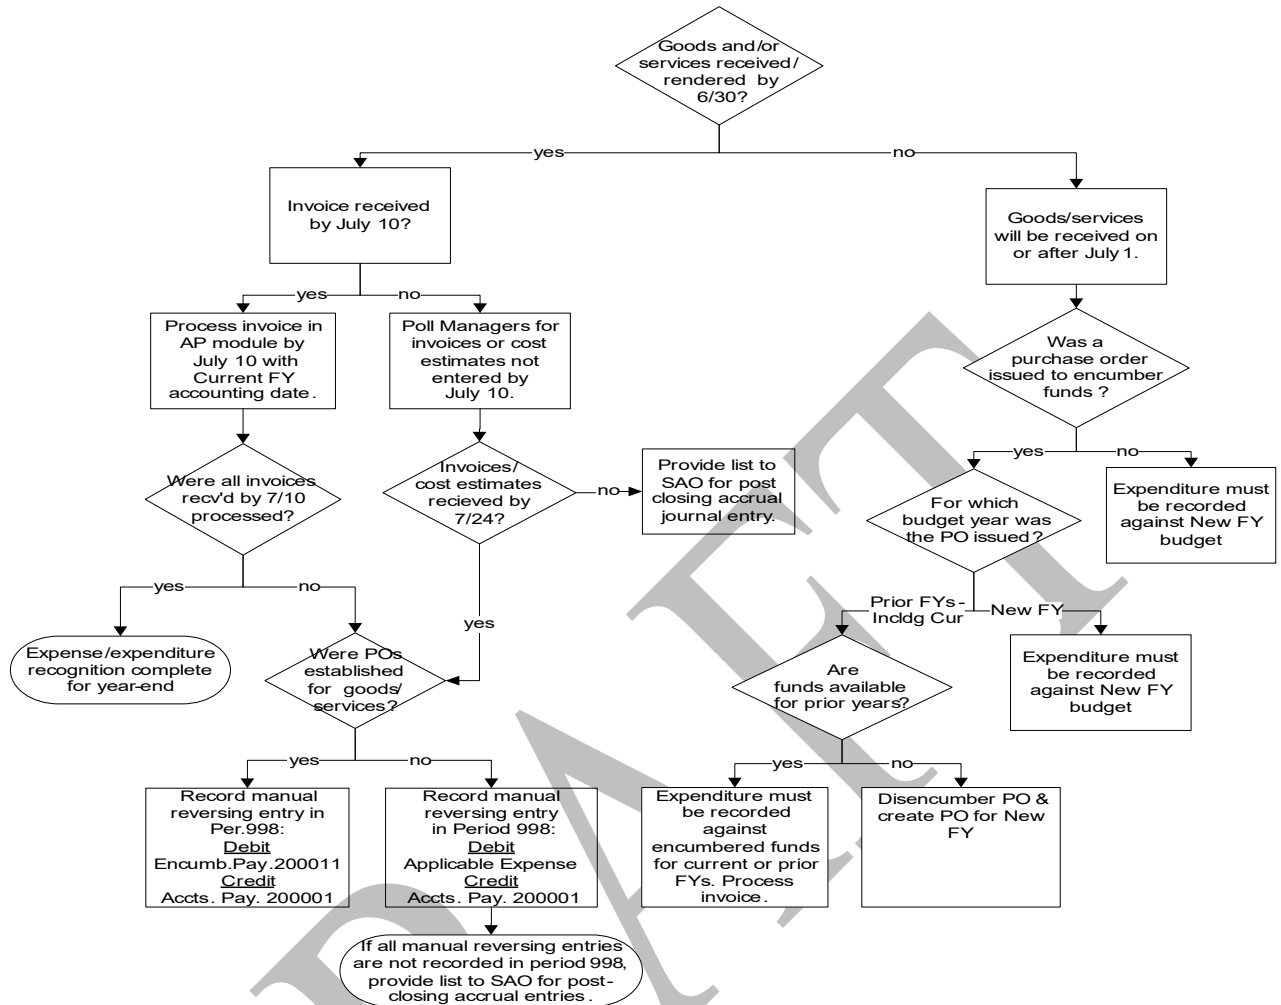 Goods and/or
services received/
rendered by
6/30?
yes
no
Invoice received
by July 10?
Goods/services
will be received on
or after July 1.
yes
no
Process invoice in
AP module by
July 10 with
Current FY
accounting date.
Poll Managers for
invoices or cost
estimates not
entered by
July 10.
Was a
purchase order
issued to encumber
funds ?
yes
no
Were all invoices
recv'd by 7/10
processed?
Invoices/
cost estimates
recieved by
7/24?
no
Provide list to
SAO for post
closing accrual
journal entry.
For which
budget year was
the PO issued?
Expenditure must
be recorded
against New FY
budget
yes
no
yes
Prior FYs -
Incldg Cur
New FY
Expense/expenditure
recognition complete
for year-end
Were POs
established
for goods/
services?
Are
funds available
for prior years?
Expenditure must
be recorded
against New FY
budget
yes
no
yes
no
Record manual
reversing entry in
Per.998:
Debit
Encumb.Pay.200011
Credit
Accts. Pay. 200001
Record manual
reversing entry
in Period 998:
Debit
Applicable Expense
Credit
Accts. Pay. 200001
Expenditure must
be recorded
against
encumbered funds
for current or prior
FYs. Process
invoice.
Disencumber PO &
create PO for New
FY
If all manual reversing entries
are not recorded in period 998,
provide list to SAO for post-
closing accrual entries.
DRAFT